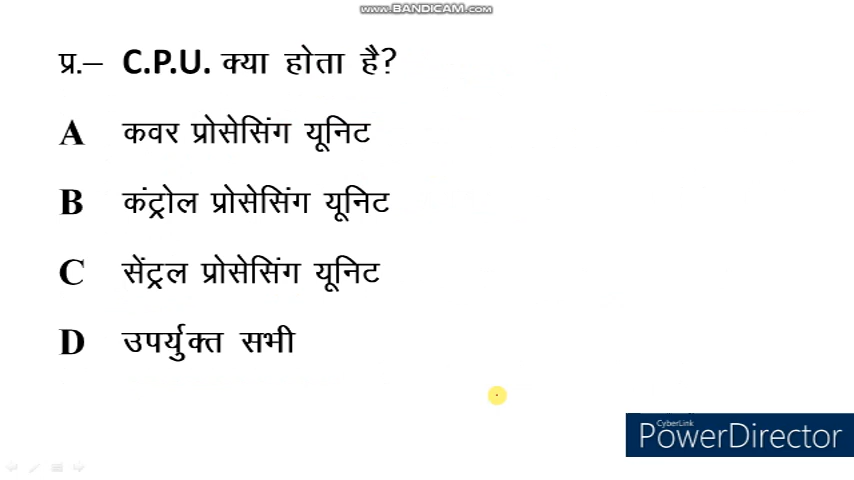 www.BANDICAM.com
प्र.– C.P.U. क्या होता है?
A कवर प्रोसेसिंग यूनिट
B कंट्रोल प्रोसेसिंग यूनिट
C सेंट्रल प्रोसेसिंग यूनिट
D उपर्युक्त सभी
CyberLink
PowerDirector